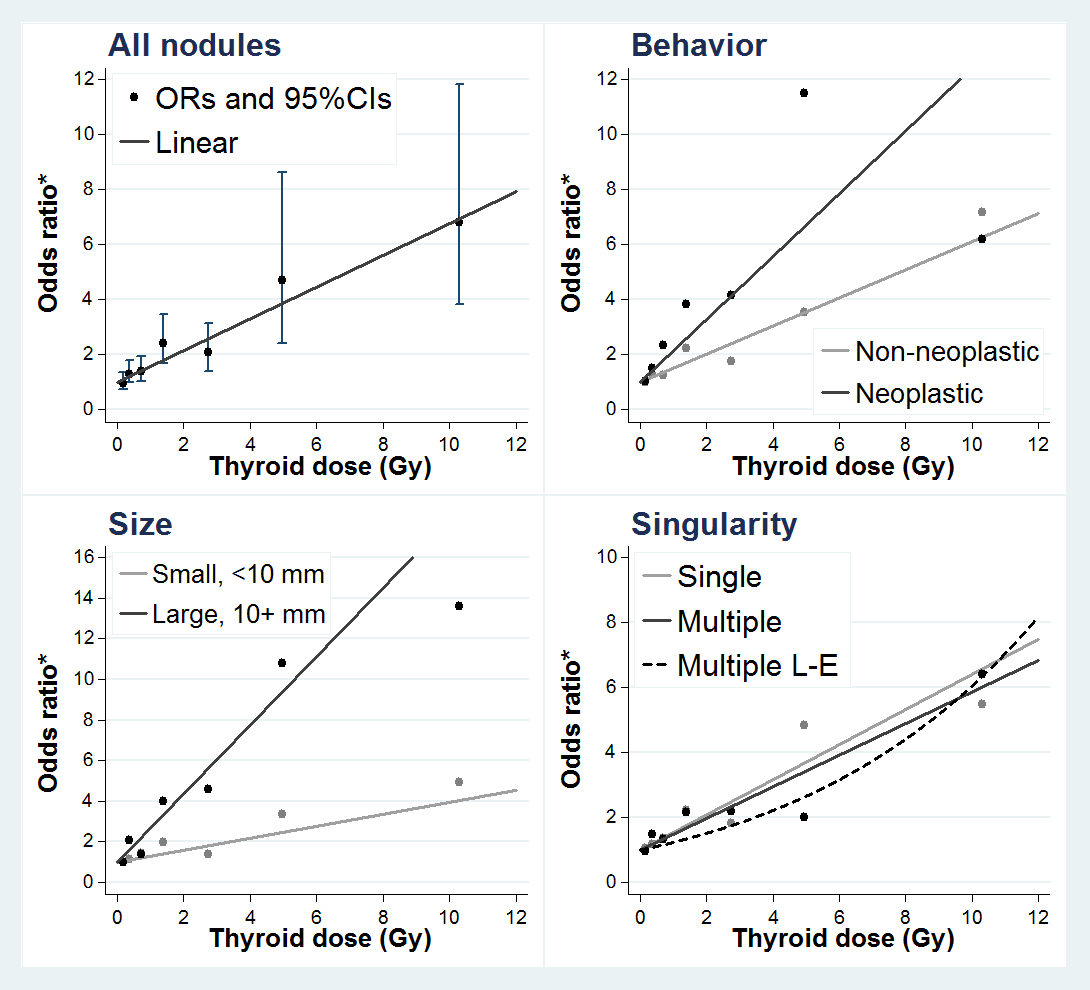 All nodules
ORs and 95%CIs
Linear
Odds ratio*
12
10
8
6
4
2
0
0 2 4 6 8 10 12
Thyroid dose (Gy)
Behavior
Odds ratio*
12
10
8
6
4
2
0
Non-neoplastic
Neoplastic
0 2 4 6 8 10 12
Thyroid dose (Gy)
Size
Small, <10 mm
Large, 10+ mm
Odds ratio*
16
14
12
10
8
6
4
2
0
0 2 4 6 8 10 12
Thyroid dose (Gy)
Singularity
Single
Multiple
Multiple L-E
Odds ratio*
10
8
6
4
2
0
0 2 4 6 8 10 12
Thyroid dose (Gy)